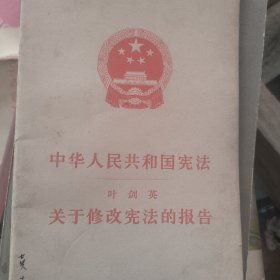 中华人民共和国宪法
叶剑英
关于修改宪法的报告